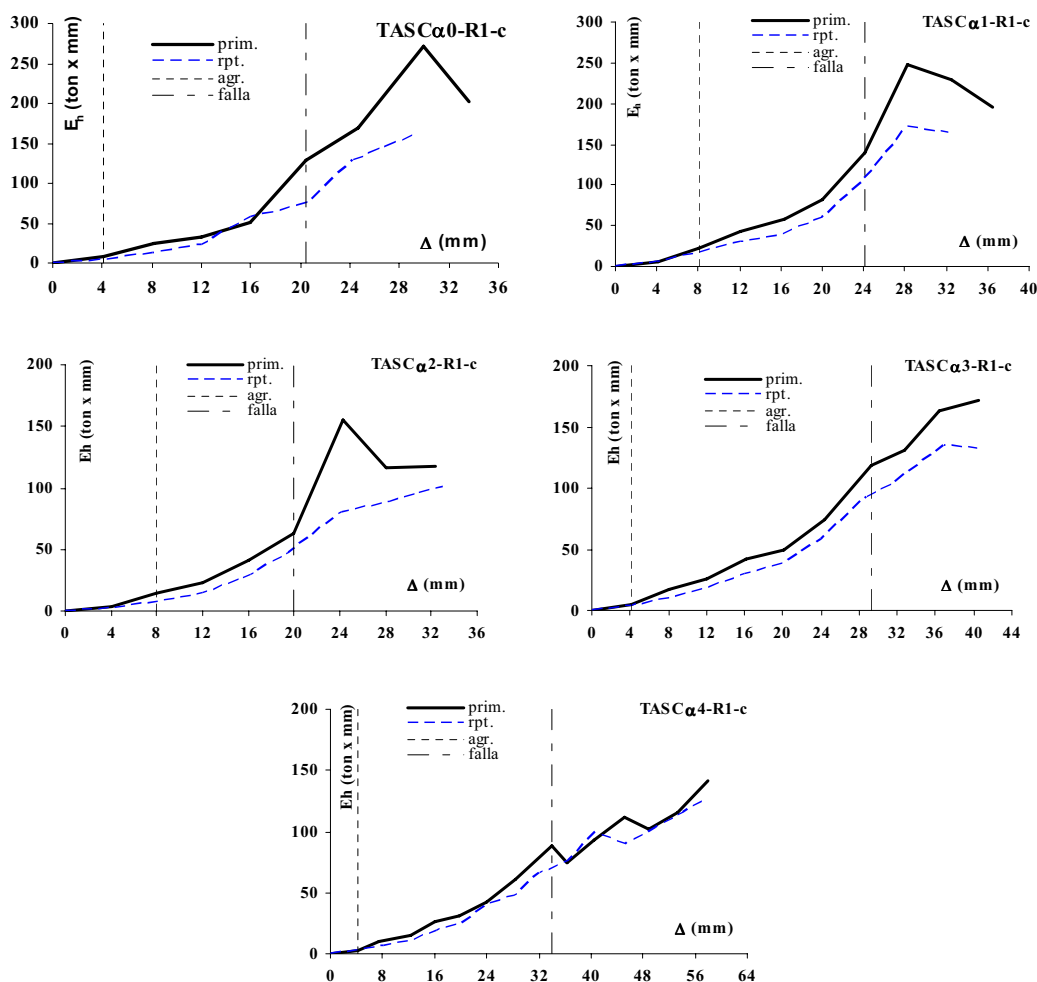 TASCα0-R1-c
E_h (ton x mm)
prim.
rpt.
agr.
falla
300
250
200
150
100
50
0
Δ (mm)
0 4 8 12 16 20 24 28 32 36
TASCα1-R1-c
E_h (ton x mm)
prim.
rpt.
agr.
falla
300
250
200
150
100
50
0
Δ (mm)
0 4 8 12 16 20 24 28 32 36 40
TASCα2-R1-c
Eh (ton x mm)
prim.
rpt.
agr.
falla
200
150
100
50
0
Δ (mm)
0 4 8 12 16 20 24 28 32 36
TASCα3-R1-c
Eh (ton x mm)
prim.
rpt.
agr.
falla
200
150
100
50
0
Δ (mm)
0 4 8 12 16 20 24 28 32 36 40 44
TASCα4-R1-c
Eh (ton x mm)
prim.
rpt.
agr.
falla
200
150
100
50
0
Δ (mm)
0 8 16 24 32 40 48 56 64